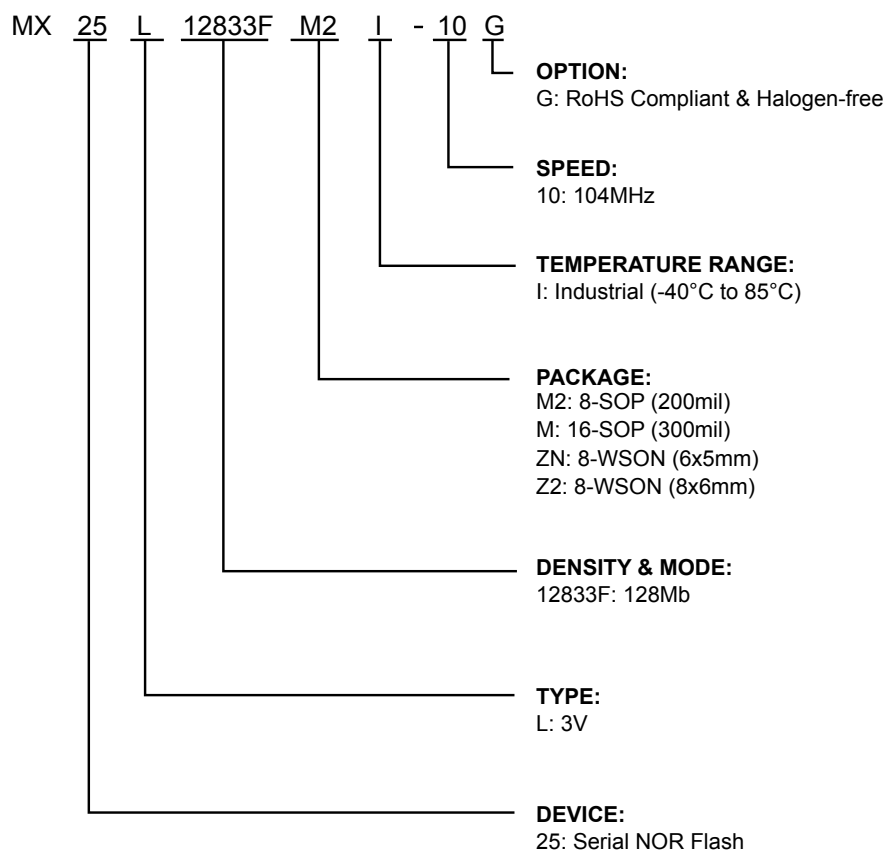 MX 25 L 12833F M2 I - 10 G
OPTION:
G: RoHS Compliant & Halogen-free
SPEED:
10: 104MHz
TEMPERATURE RANGE:
I: Industrial (-40°C to 85°C)
PACKAGE:
M2: 8-SOP (200mil)
M: 16-SOP (300mil)
ZN: 8-WSON (6x5mm)
Z2: 8-WSON (8x6mm)
DENSITY & MODE:
12833F: 128Mb
TYPE:
L: 3V
DEVICE:
25: Serial NOR Flash